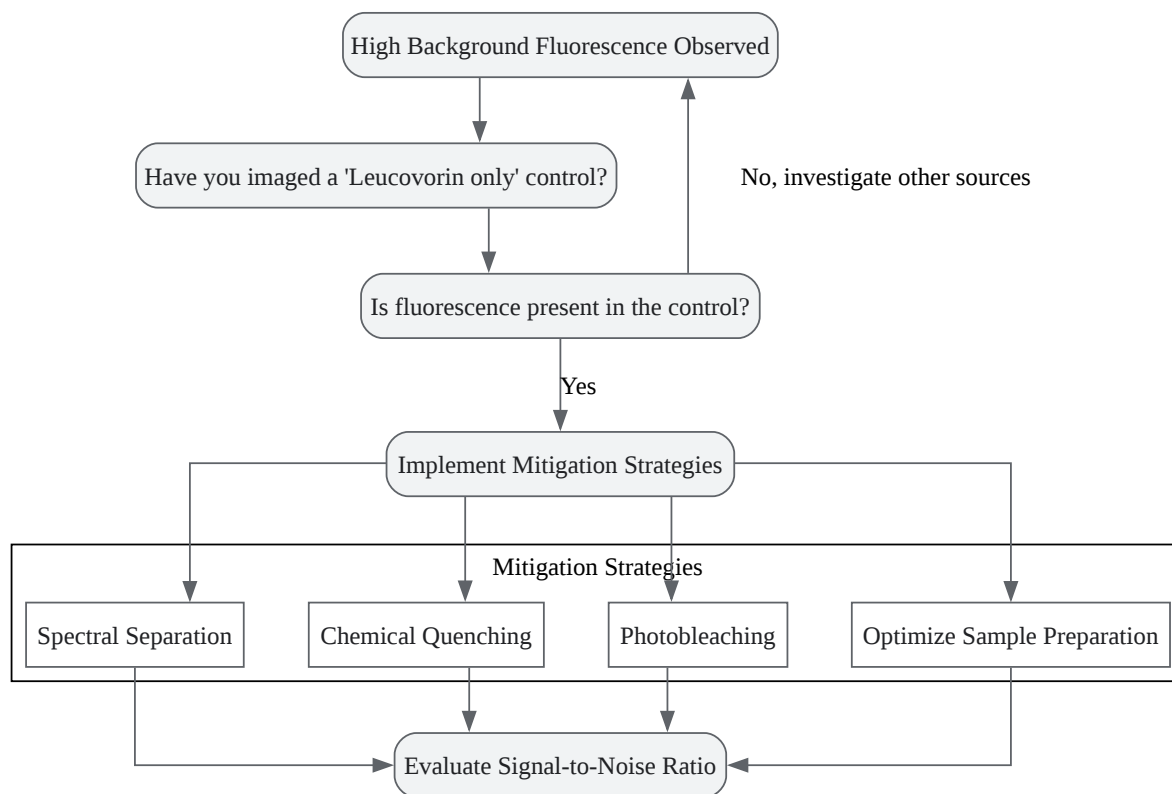 High Background Fluorescence Observed
Have you imaged a 'Leucovorin only' control?
No, investigate other sources
Is fluorescence present in the control?
Yes
Implement Mitigation Strategies
Mitigation Strategies
Spectral Separation
Chemical Quenching
Photobleaching
Optimize Sample Preparation
Evaluate Signal-to-Noise Ratio